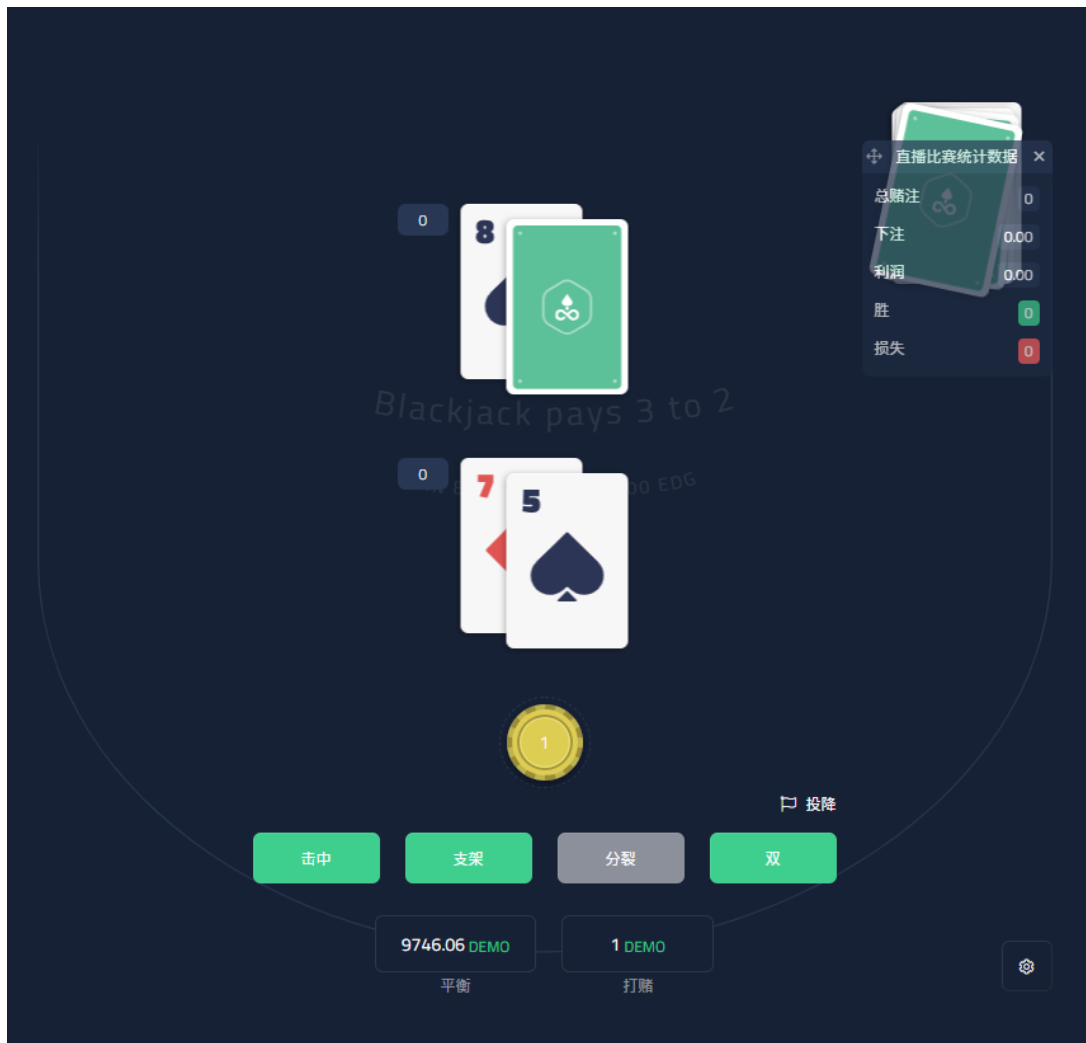 直播比赛统计数据
总赌注 0
下注 0.00
利润 0.00
胜 0
损失 0
0
8
Blackjack pays 3 to 2
0
7
5
00 EDG
1
投降
击中
支架
分裂
双
9746.06 DEMO
1 DEMO
平衡
打赌